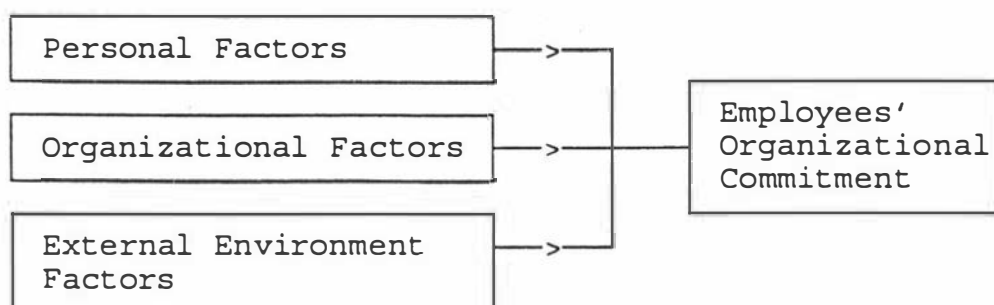 Personal Factors
Organizational Factors
External Environment
Factors
Employees'
Organizational
Commitment